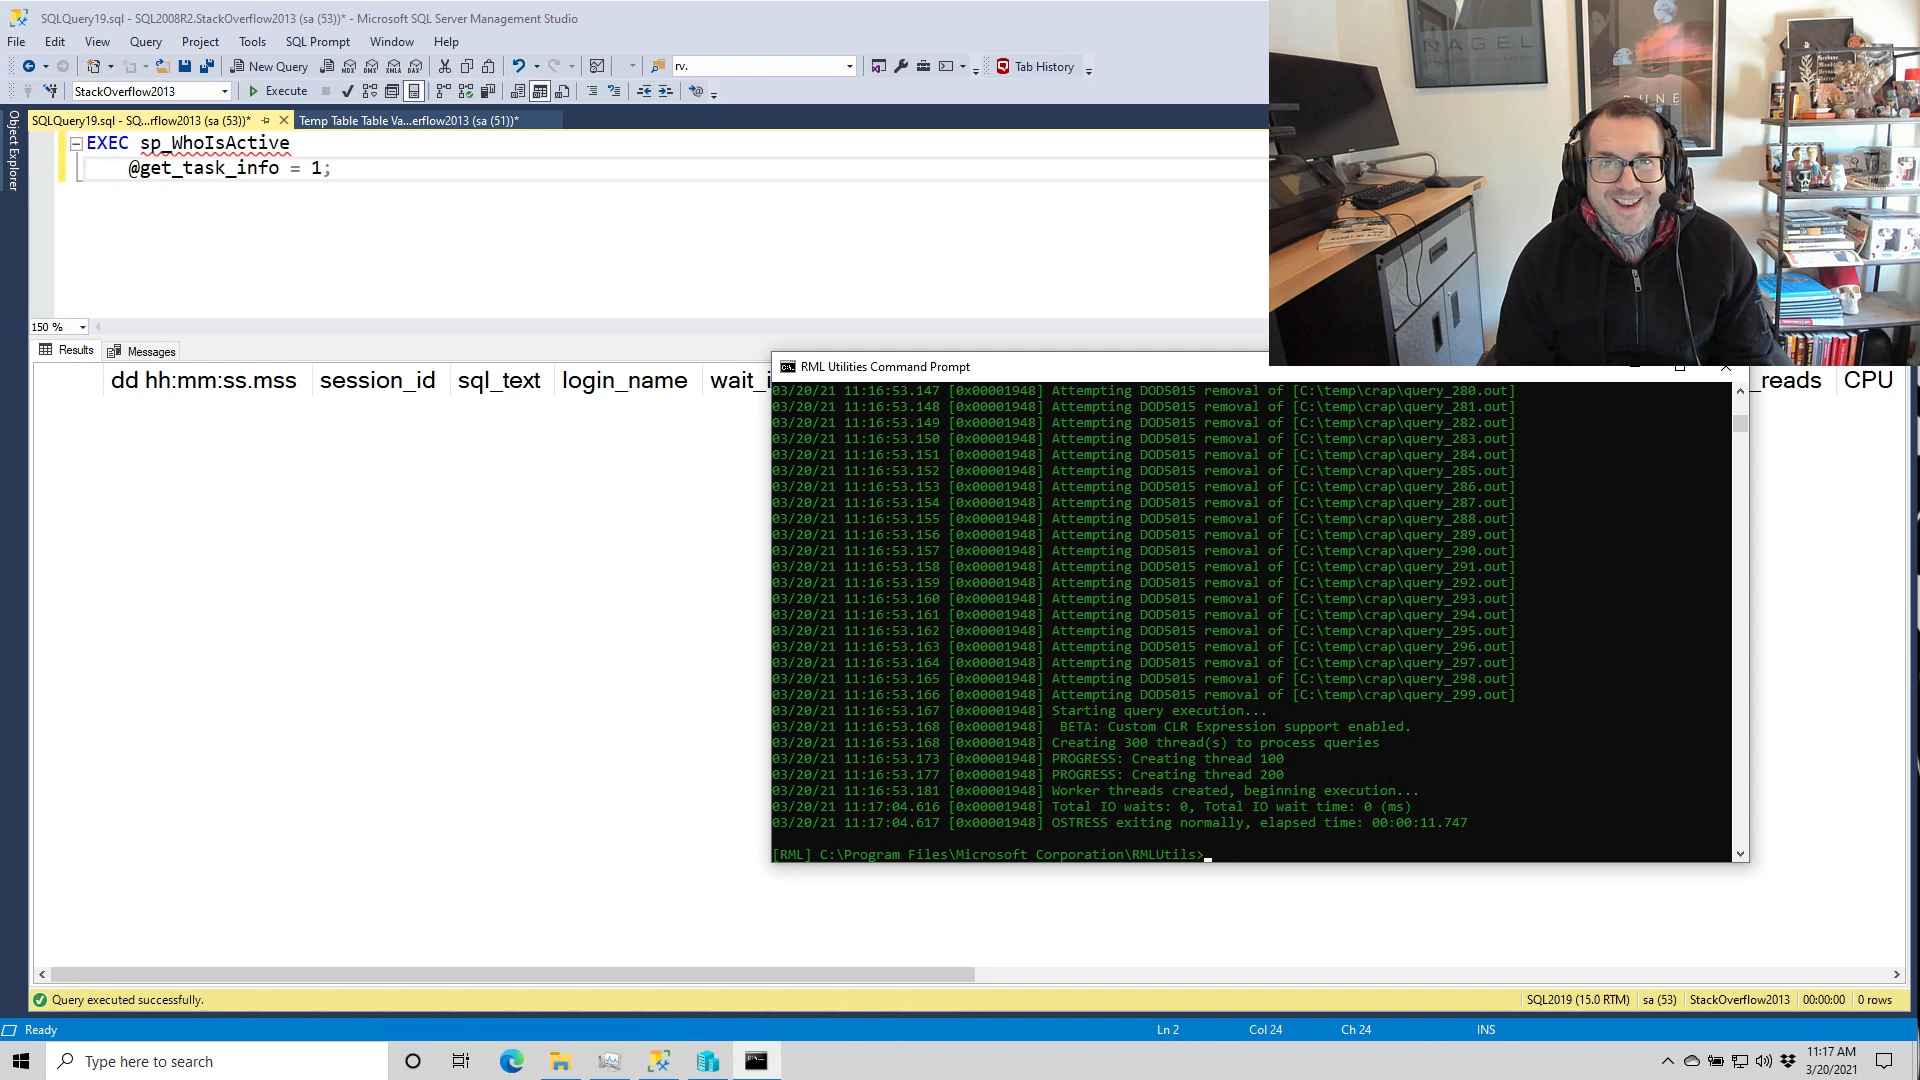 SQLQuery19.sql - SQL2008R2.StackOverflow2013 (sa (53))* - Microsoft SQL Server Management Studio
File Edit View Query Project Tools SQL Prompt Window Help
New Query MDX DMX XMLA DAX rv. Tab History
StackOverflow2013 Execute
SQLQuery19.sql - SQ...rflow2013 (sa (53))* Temp Table Table Va...erflow2013 (sa (51))*
Object Explorer
EXEC sp_WhoIsActive
@get_task_info = 1;
NAGEL
DUNE
150 %
Results Messages
dd hh:mm:ss.mss session_id sql_text login_name wait_i _reads CPU
RML Utilities Command Prompt
03/20/21 11:16:53.147 [0x00001948] Attempting DOD5015 removal of [C:\temp\crap\query_280.out]
03/20/21 11:16:53.148 [0x00001948] Attempting DOD5015 removal of [C:\temp\crap\query_281.out]
03/20/21 11:16:53.149 [0x00001948] Attempting DOD5015 removal of [C:\temp\crap\query_282.out]
03/20/21 11:16:53.150 [0x00001948] Attempting DOD5015 removal of [C:\temp\crap\query_283.out]
03/20/21 11:16:53.151 [0x00001948] Attempting DOD5015 removal of [C:\temp\crap\query_284.out]
03/20/21 11:16:53.152 [0x00001948] Attempting DOD5015 removal of [C:\temp\crap\query_285.out]
03/20/21 11:16:53.153 [0x00001948] Attempting DOD5015 removal of [C:\temp\crap\query_286.out]
03/20/21 11:16:53.154 [0x00001948] Attempting DOD5015 removal of [C:\temp\crap\query_287.out]
03/20/21 11:16:53.155 [0x00001948] Attempting DOD5015 removal of [C:\temp\crap\query_288.out]
03/20/21 11:16:53.156 [0x00001948] Attempting DOD5015 removal of [C:\temp\crap\query_289.out]
03/20/21 11:16:53.157 [0x00001948] Attempting DOD5015 removal of [C:\temp\crap\query_290.out]
03/20/21 11:16:53.158 [0x00001948] Attempting DOD5015 removal of [C:\temp\crap\query_291.out]
03/20/21 11:16:53.159 [0x00001948] Attempting DOD5015 removal of [C:\temp\crap\query_292.out]
03/20/21 11:16:53.160 [0x00001948] Attempting DOD5015 removal of [C:\temp\crap\query_293.out]
03/20/21 11:16:53.161 [0x00001948] Attempting DOD5015 removal of [C:\temp\crap\query_294.out]
03/20/21 11:16:53.162 [0x00001948] Attempting DOD5015 removal of [C:\temp\crap\query_295.out]
03/20/21 11:16:53.163 [0x00001948] Attempting DOD5015 removal of [C:\temp\crap\query_296.out]
03/20/21 11:16:53.164 [0x00001948] Attempting DOD5015 removal of [C:\temp\crap\query_297.out]
03/20/21 11:16:53.165 [0x00001948] Attempting DOD5015 removal of [C:\temp\crap\query_298.out]
03/20/21 11:16:53.166 [0x00001948] Attempting DOD5015 removal of [C:\temp\crap\query_299.out]
03/20/21 11:16:53.167 [0x00001948] Starting query execution...
03/20/21 11:16:53.168 [0x00001948] BETA: Custom CLR Expression support enabled.
03/20/21 11:16:53.168 [0x00001948] Creating 300 thread(s) to process queries
03/20/21 11:16:53.173 [0x00001948] PROGRESS: Creating thread 100
03/20/21 11:16:53.177 [0x00001948] PROGRESS: Creating thread 200
03/20/21 11:16:53.181 [0x00001948] Worker threads created, beginning execution...
03/20/21 11:17:04.616 [0x00001948] Total IO waits: 0, Total IO wait time: 0 (ms)
03/20/21 11:17:04.617 [0x00001948] OSTRESS exiting normally, elapsed time: 00:00:11.747
[RML] C:\Program Files\Microsoft Corporation\RMLUtils>
Query executed successfully. SQL2019 (15.0 RTM) sa (53) StackOverflow2013 00:00:00 0 rows
Ready Ln 2 Col 24 Ch 24 INS
Type here to search 11:17 AM
3/20/2021